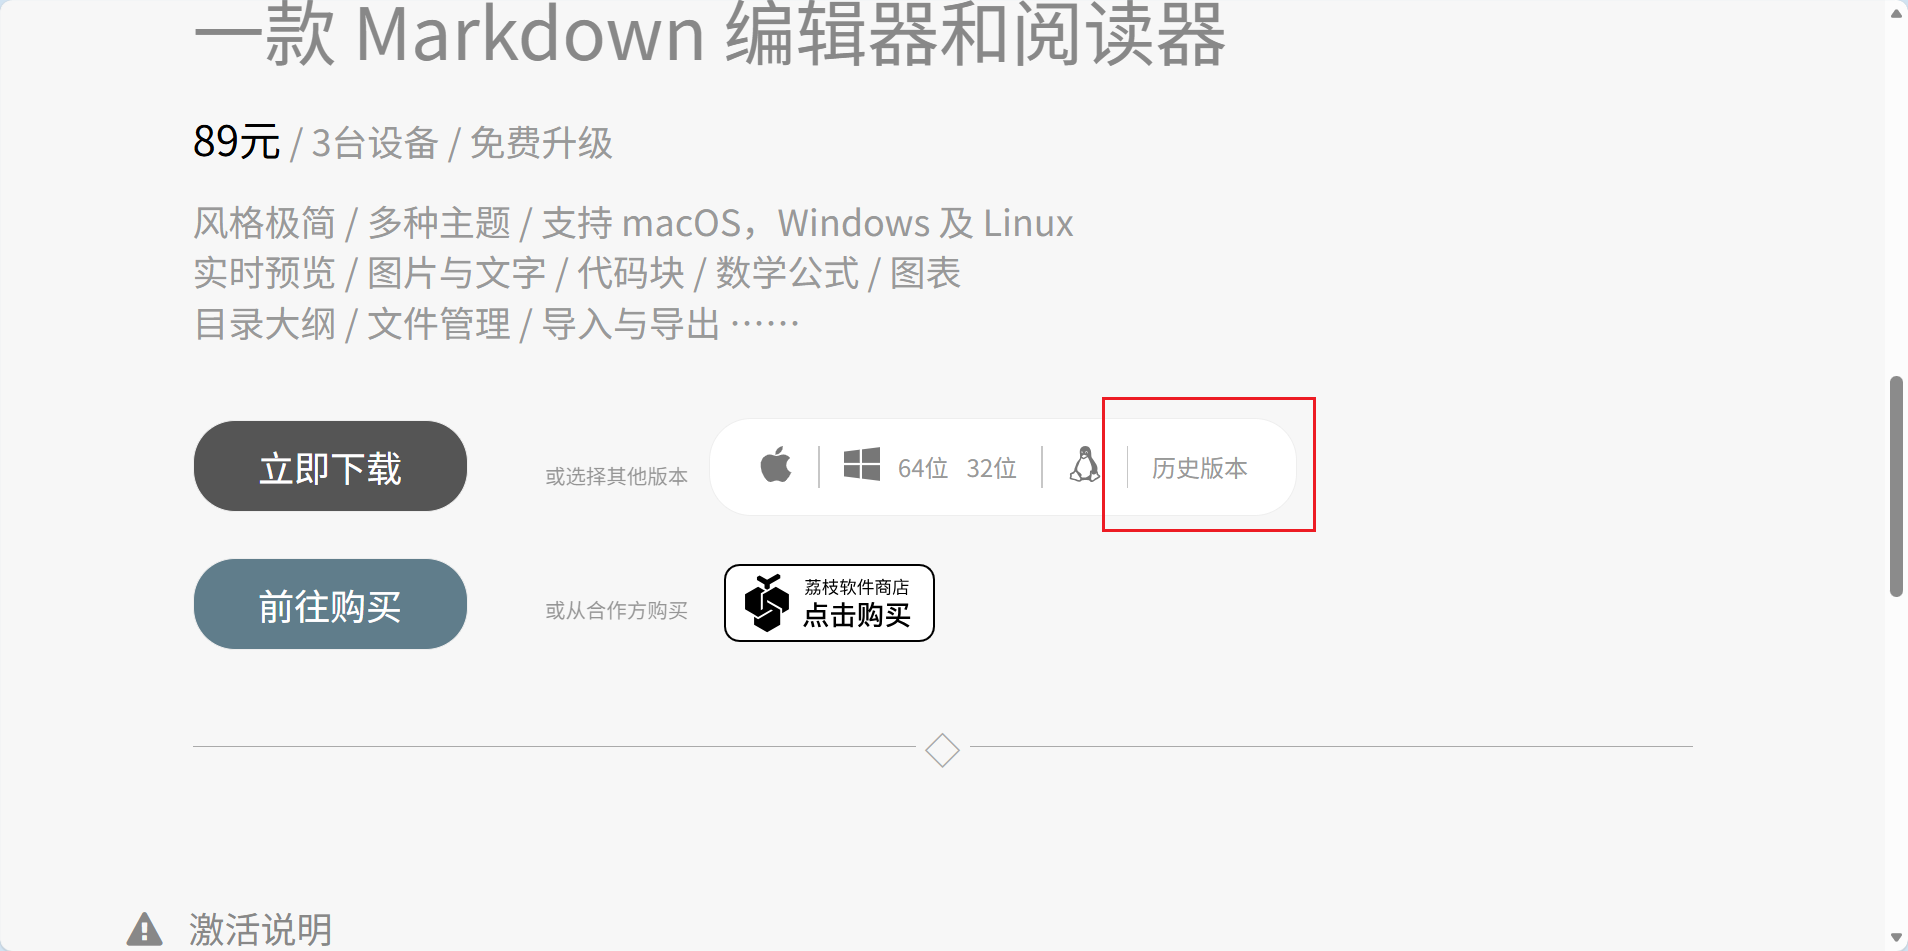 一款 Markdown 编辑器和阅读器
89元 / 3台设备 / 免费升级
风格极简 / 多种主题 / 支持 macOS，Windows 及 Linux
实时预览 / 图片与文字 / 代码块 / 数学公式 / 图表
目录大纲 / 文件管理 / 导入与导出 ……
立即下载 或选择其他版本 64位 32位 历史版本
前往购买 或从合作方购买 荔枝软件商店
点击购买
激活说明